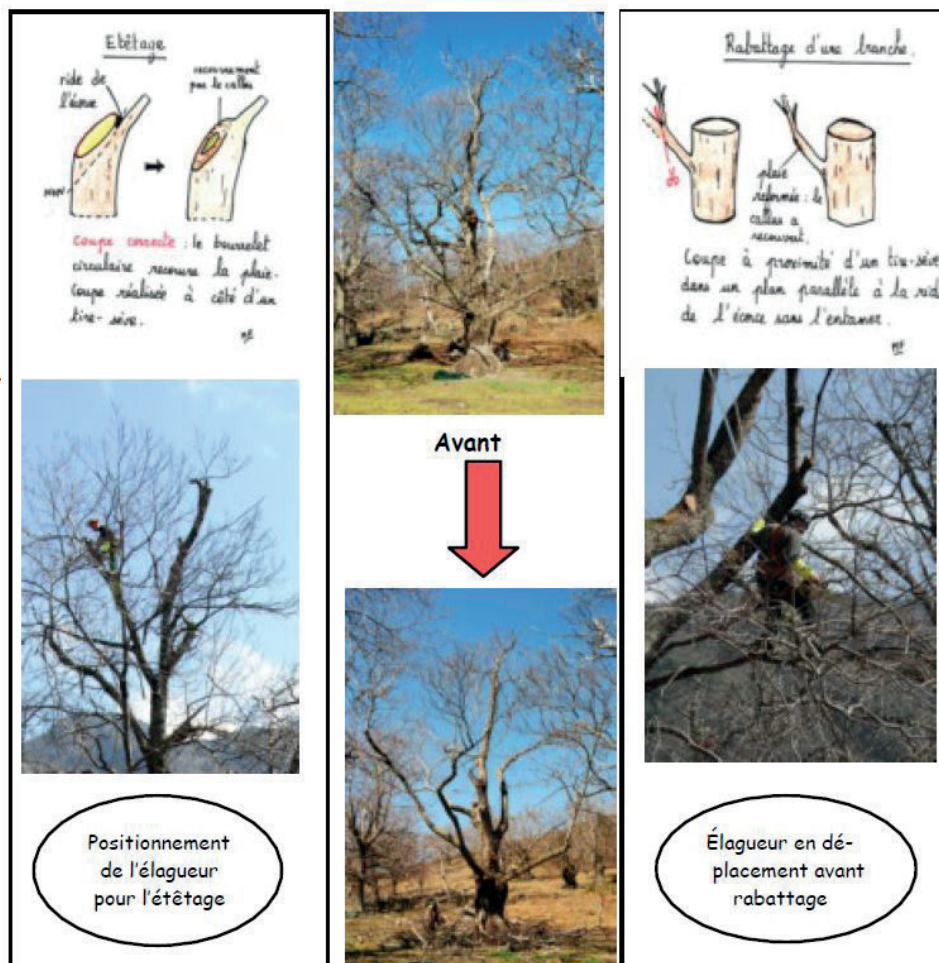 Etêtage
ride de
l'écorce
recouvrement
par le callus
Coupe correcte : le bourrelet
circulaire recouvre la plaie.
Coupe réalisée à côté d'un
tire-sève.
Avant
Rabattage d'une branche.
plaie
refermée : le
callus a
recouvert.
Coupe à proximité d'un tire-sève
dans un plan parallèle à la ride
de l'écorce sans l'entamer.
Positionnement
de l'élagueur
pour l'étêtage
Élagueur en dé-
placement avant
rabattage